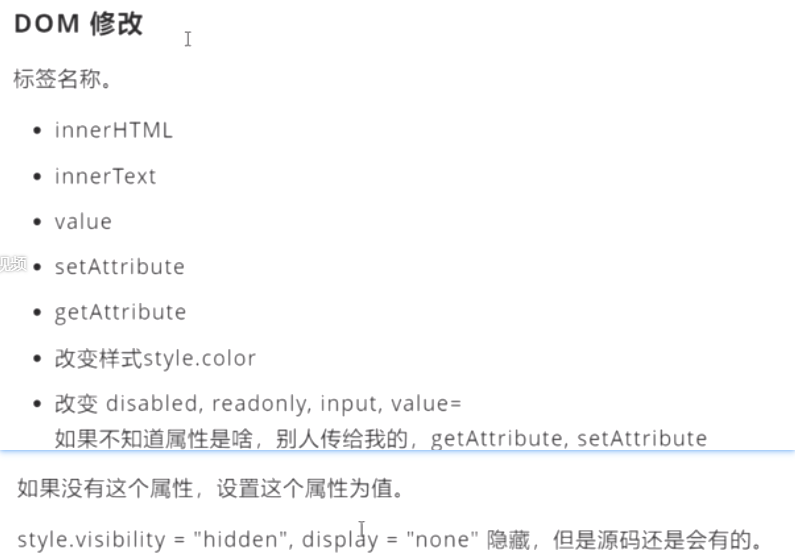 DOM 修改
标签名称。
innerHTML
innerText
value
视频
setAttribute
getAttribute
改变样式style.color
改变 disabled, readonly, input, value=
如果不知道属性是啥，别人传给我的，getAttribute, setAttribute
如果没有这个属性，设置这个属性为值。
style.visibility = "hidden", display = "none" 隐藏，但是源码还是会有的。